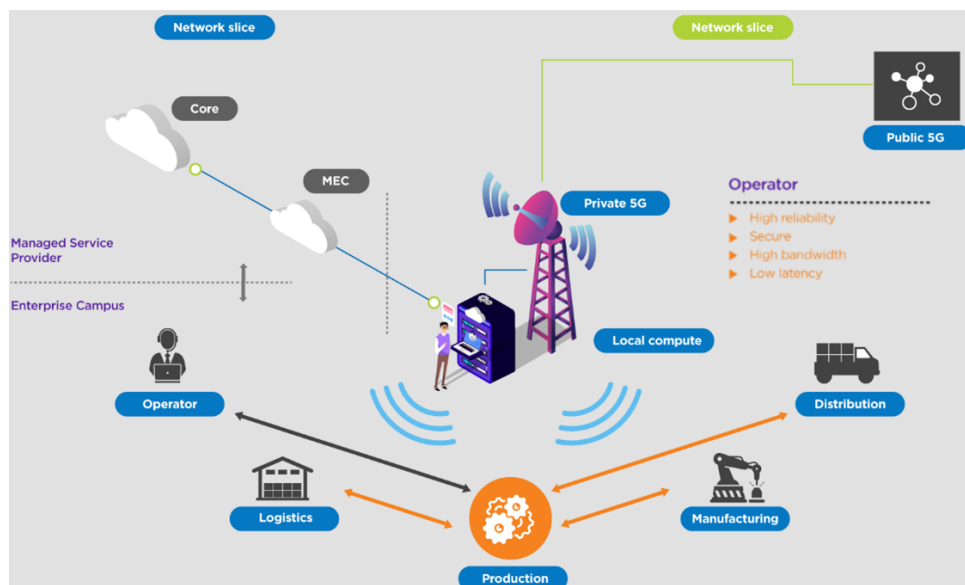 Network slice
Network slice
Core
Public 5G
MEC
Operator
Private 5G
High reliability
Secure
High bandwidth
Low latency
Managed Service
Provider
Enterprise Campus
Local compute
Operator
Distribution
Logistics
Manufacturing
Production